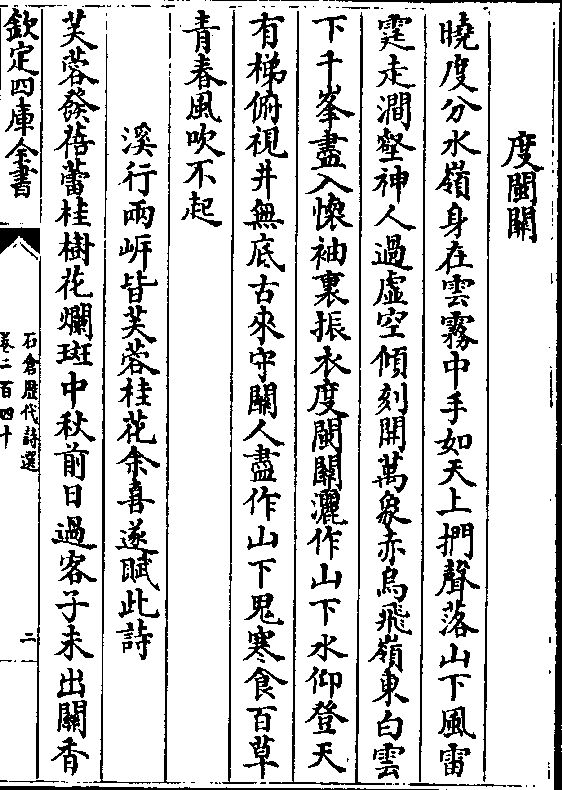 度閩關
曉度分水嶺身在雲霧中手如天上捫聲落山下風雷
霆走澗壑神人過虛空傾刻開萬象赤烏飛嶺東白雲
下千峯盡入懷袖裏振衣度閩關灑作山下水仰登天
有梯俯視井無底古來守關人盡作山下鬼寒食百草
青春風吹不起
溪行兩岍皆芙蓉桂花余喜遂賦此詩
芙蓉發蓓蕾桂樹花爛斑中秋前日過客子未出關香
欽定四庫全書
石倉歷代詩選
卷二百四十
二